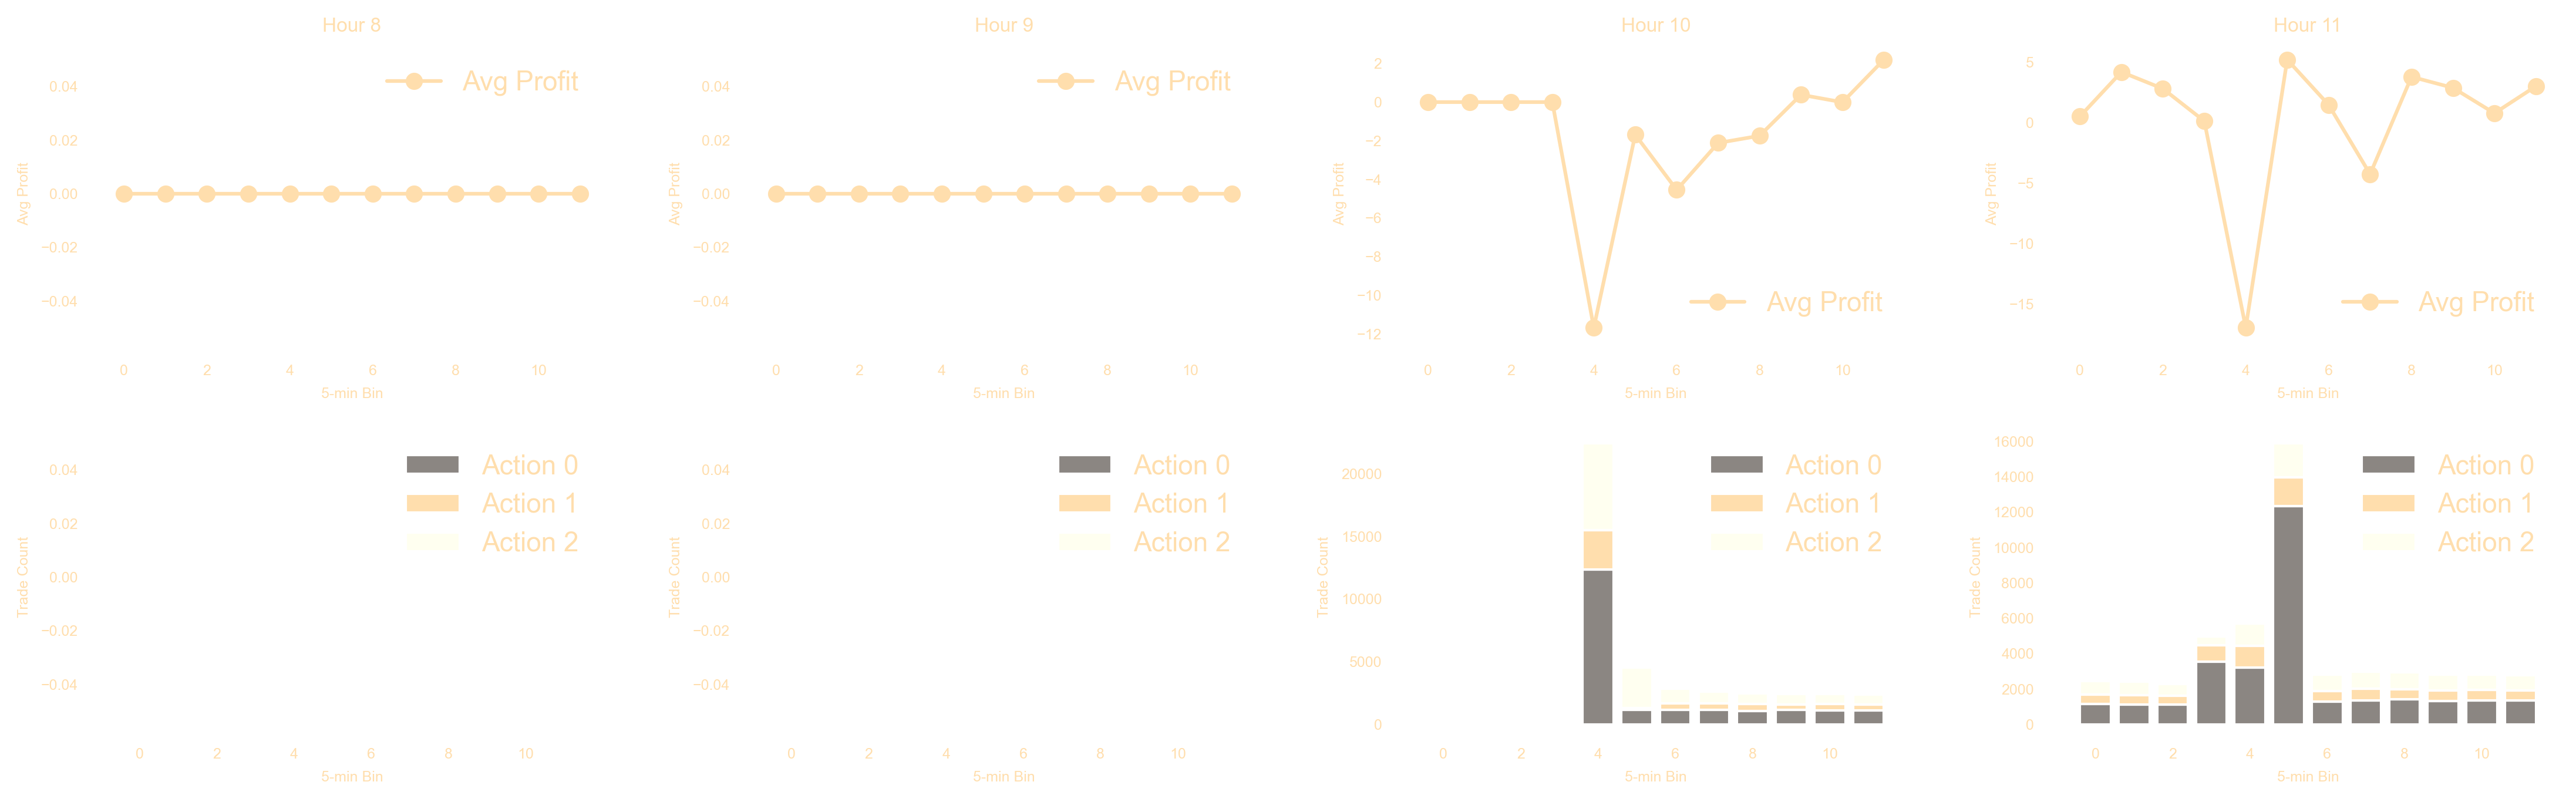 Hour 8
Avg Profit
0.04
0.02
0.00
−0.02
−0.04
Avg Profit
0 2 4 6 8 10
5-min Bin
Hour 9
Avg Profit
0.04
0.02
0.00
−0.02
−0.04
Avg Profit
0 2 4 6 8 10
5-min Bin
Hour 10
2
0
−2
−4
−6
−8
−10
−12
Avg Profit
Avg Profit
0 2 4 6 8 10
5-min Bin
Hour 11
5
0
−5
−10
−15
Avg Profit
Avg Profit
0 2 4 6 8 10
5-min Bin
Action 0
Action 1
Action 2
0.04
0.02
0.00
−0.02
−0.04
Trade Count
0 2 4 6 8 10
5-min Bin
Action 0
Action 1
Action 2
0.04
0.02
0.00
−0.02
−0.04
Trade Count
0 2 4 6 8 10
5-min Bin
Action 0
Action 1
Action 2
20000
15000
10000
5000
0
Trade Count
0 2 4 6 8 10
5-min Bin
Action 0
Action 1
Action 2
16000
14000
12000
10000
8000
6000
4000
2000
0
Trade Count
0 2 4 6 8 10
5-min Bin